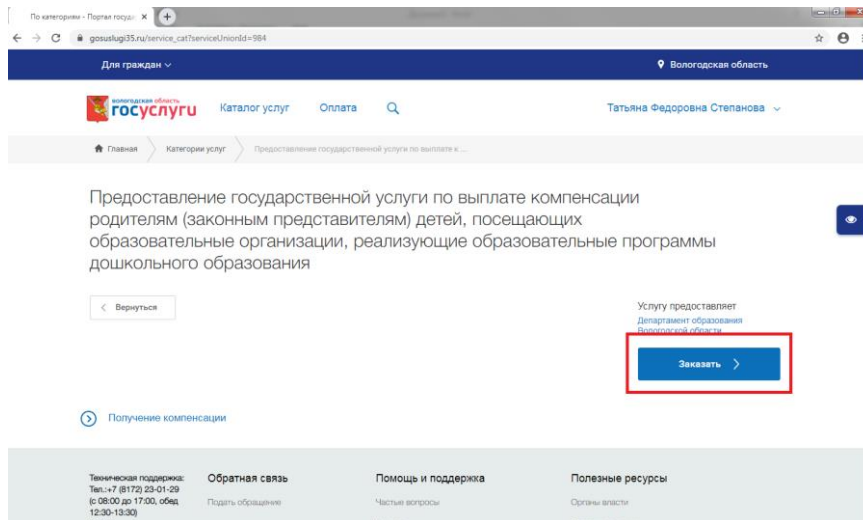 По категориям - Портал госуда
gosuslugi35.ru/service_cat?serviceUnionId=984
Для граждан
Вологодская область
вологодская область
госуслуги
Каталог услуг
Оплата
Татьяна Федоровна Степанова
Главная
Категории услуг
Предоставление государственной услуги по выплате к ...
Предоставление государственной услуги по выплате компенсации
родителям (законным представителям) детей, посещающих
образовательные организации, реализующие образовательные программы
дошкольного образования
Вернуться
Услугу предоставляет
Департамент образования
Вологодской области
Заказать
Получение компенсации
Техническая поддержка:
Тел.:+7 (8172) 23-01-29
(с 08:00 до 17:00, обед
12:30-13:30)
Обратная связь
Подать обращение
Помощь и поддержка
Частые вопросы
Полезные ресурсы
Органы власти